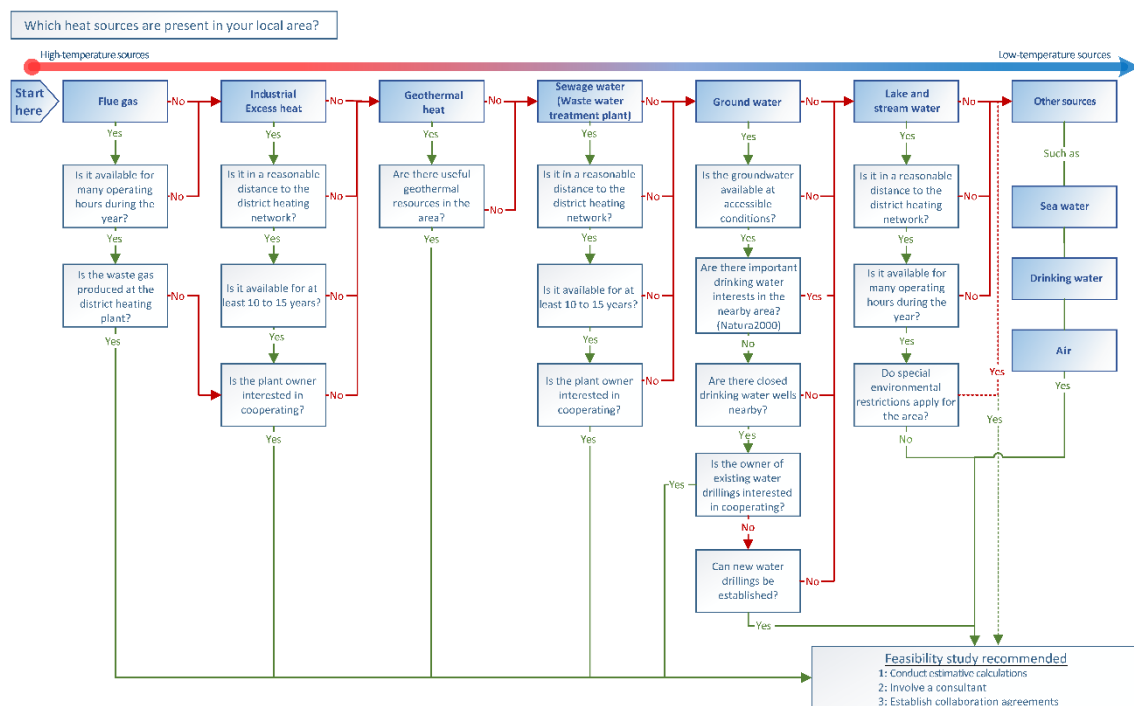 Which heat sources are present in your local area?
High-temperature sources
Low-temperature sources
Start
here
Flue gas
No
Industrial
Excess heat
No
Geothermal
heat
No
Sewage water
(Waste water
treatment plant)
No
Ground water
No
Lake and
stream water
No
Other sources
Yes
Yes
Yes
Yes
Yes
Yes
Such as
Is it available for
many operating
hours during the
year?
No
Is it in a reasonable
distance to the
district heating
network?
No
Are there useful
geothermal
resources in the
area?
No
Is it in a reasonable
distance to the
district heating
network?
No
Is the groundwater
available at
accessible
conditions?
No
Is it in a reasonable
distance to the
district heating
network?
No
Sea water
Yes
Yes
Yes
Yes
Yes
Is the waste gas
produced at the
district heating
plant?
No
Is it available for at
least 10 to 15 years?
Is it available for at
least 10 to 15 years?
Are there important
drinking water
interests in the
nearby area?
(Natura2000)
Yes
Is it available for
many operating
hours during the
year?
No
Drinking water
Yes
Yes
Yes
No
Yes
Air
Is the plant owner
interested in
cooperating?
No
Is the plant owner
interested in
cooperating?
No
Are there closed
drinking water wells
nearby?
No
Do special
environmental
restrictions apply for
the area?
Yes
Yes
Yes
Yes
Yes
Yes
No
Yes
Yes
Is the owner of
existing water
drillings interested
in cooperating?
No
Can new water
drillings be
established?
No
Yes
Feasibility study recommended
1: Conduct estimative calculations
2: Involve a consultant
3: Establish collaboration agreements